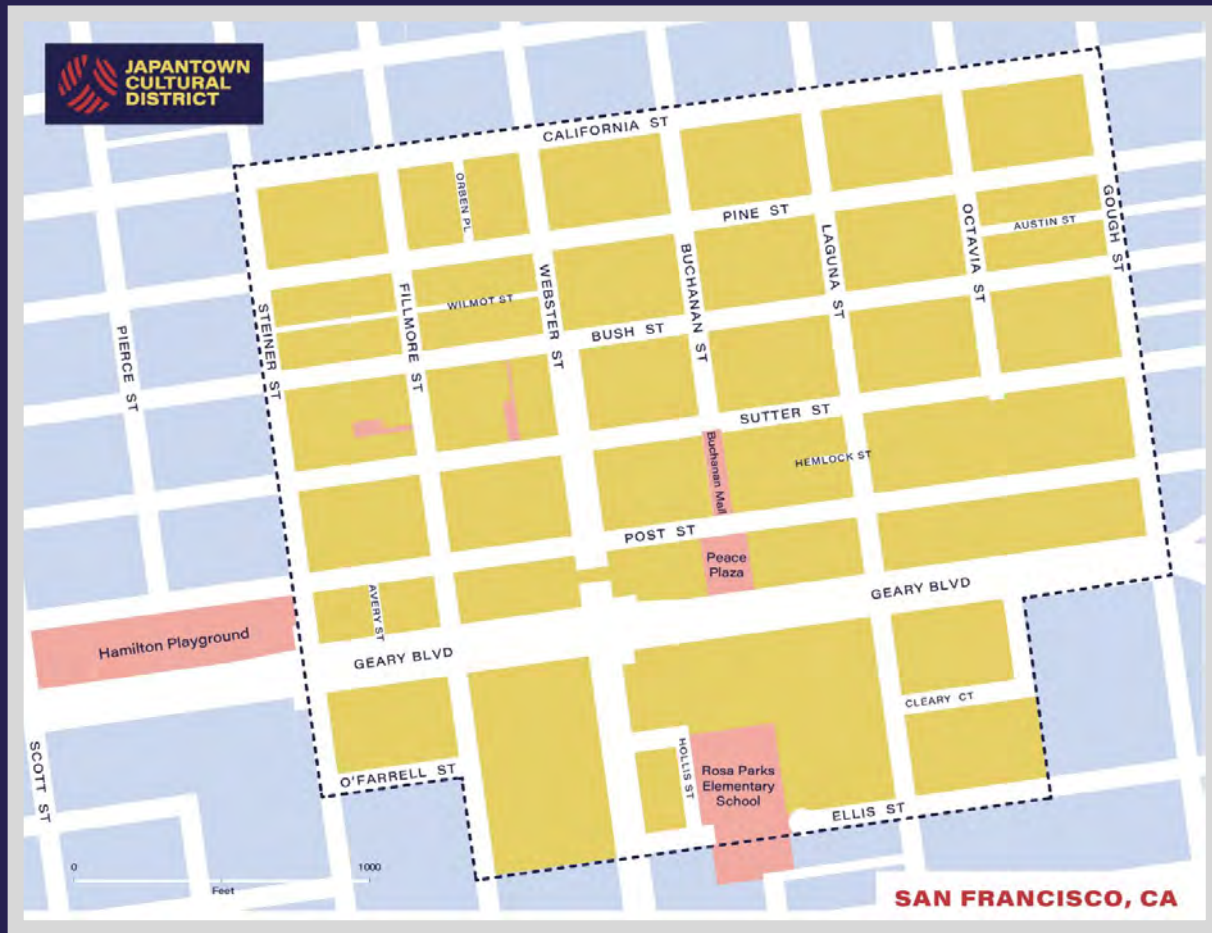 JAPANTOWN
CULTURAL
DISTRICT
CALIFORNIA ST
ORBEN PL
PINE ST
AUSTIN ST
GOUGH ST
OCTAVIA ST
LAGUNA ST
BUCHANAN ST
WEBSTER ST
WILMOT ST
FILLMORE ST
STEINER ST
PIERCE ST
BUSH ST
SUTTER ST
HEMLOCK ST
Buchanan Mall
POST ST
Peace
Plaza
GEARY BLVD
AVERY ST
Hamilton Playground
GEARY BLVD
CLEARY CT
SCOTT ST
O'FARRELL ST
HOLLIS ST
Rosa Parks
Elementary
School
ELLIS ST
0
1000
Feet
SAN FRANCISCO, CA